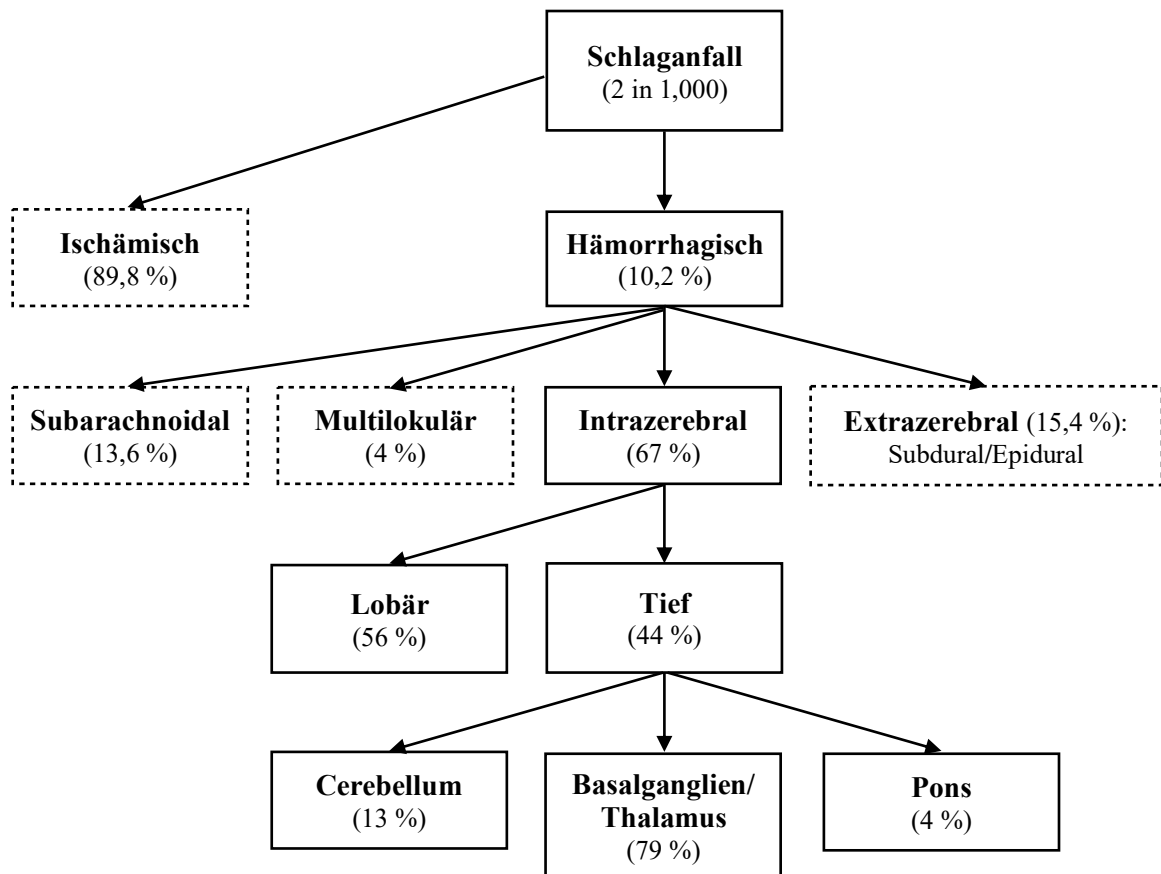 Schlaganfall
(2 in 1,000)
Ischämisch
(89,8 %)
Hämorrhagisch
(10,2 %)
Subarachnoidal
(13,6 %)
Multilokulär
(4 %)
Intrazerebral
(67 %)
Extrazerebral (15,4 %):
Subdural/Epidural
Lobär
(56 %)
Tief
(44 %)
Cerebellum
(13 %)
Basalganglien/
Thalamus
(79 %)
Pons
(4 %)